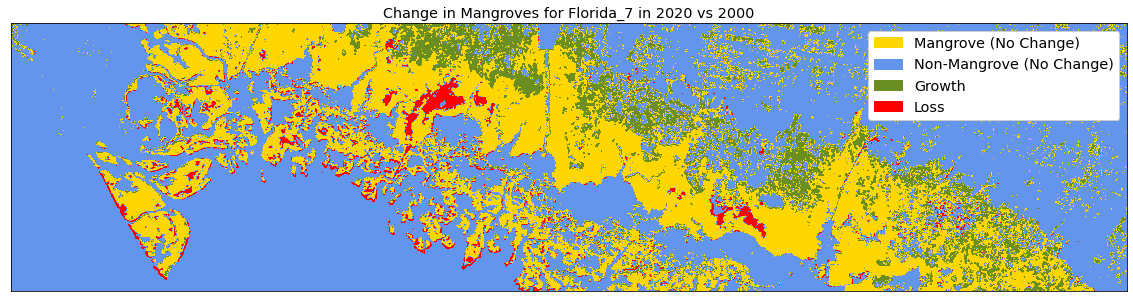 Change in Mangroves for Florida_7 in 2020 vs 2000
Mangrove (No Change)
Non-Mangrove (No Change)
Growth
Loss